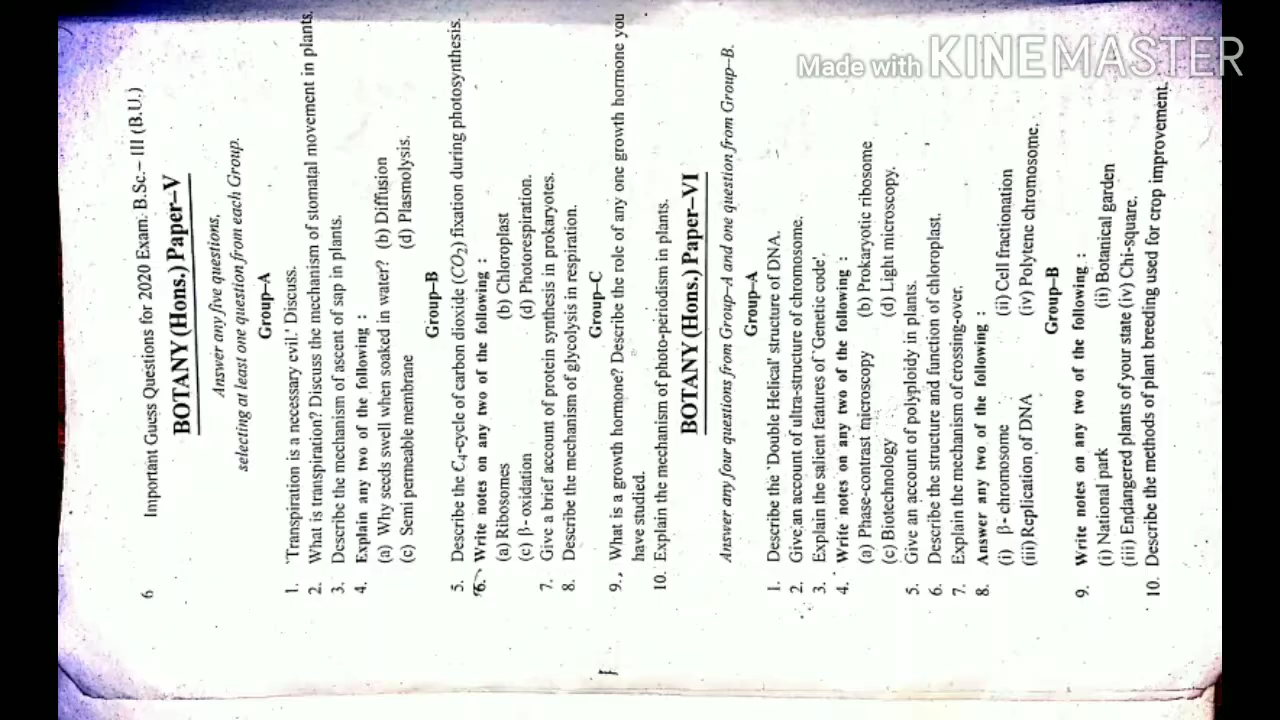 Made with KINEMASTER
6 Important Guess Questions for 2020 Exam. B.Sc.– III (B.U.)
BOTANY (Hons.) Paper–V
Answer any five questions,
selecting at least one question from each Group.
Group–A
1. 'Transpiration is a necessary evil.' Discuss.
2. What is transpiration? Discuss the mechanism of stomatal movement in plants.
3. Describe the mechanism of ascent of sap in plants.
4. Explain any two of the following :
(a) Why seeds swell when soaked in water? (b) Diffusion
(c) Semi permeable membrane (d) Plasmolysis.
Group–B
5. Describe the C₄-cycle of carbon dioxide (CO₂) fixation during photosynthesis.
6. Write notes on any two of the following :
(a) Ribosomes (b) Chloroplast
(c) β- oxidation (d) Photorespiration.
7. Give a brief account of protein synthesis in prokaryotes.
8. Describe the mechanism of glycolysis in respiration.
Group–C
9. What is a growth hormone? Describe the role of any one growth hormone you
have studied.
10. Explain the mechanism of photo-periodism in plants.
BOTANY (Hons.) Paper–VI
Answer any four questions from Group–A and one question from Group–B.
Group–A
1. Describe the 'Double Helical' structure of DNA.
2. Give an account of ultra-structure of chromosome.
3. Explain the salient features of 'Genetic code'.
4. Write notes on any two of the following :
(a) Phase-contrast microscopy (b) Prokaryotic ribosome
(c) Biotechnology (d) Light microscopy.
5. Give an account of polyploidy in plants.
6. Describe the structure and function of chloroplast.
7. Explain the mechanism of crossing-over.
8. Answer any two of the following :
(i) β- chromosome (ii) Cell fractionation
(iii) Replication of DNA (iv) Polytene chromosome.
Group–B
9. Write notes on any two of the following :
(i) National park (ii) Botanical garden
(iii) Endangered plants of your state (iv) Chi-square.
10. Describe the methods of plant breeding used for crop improvement.